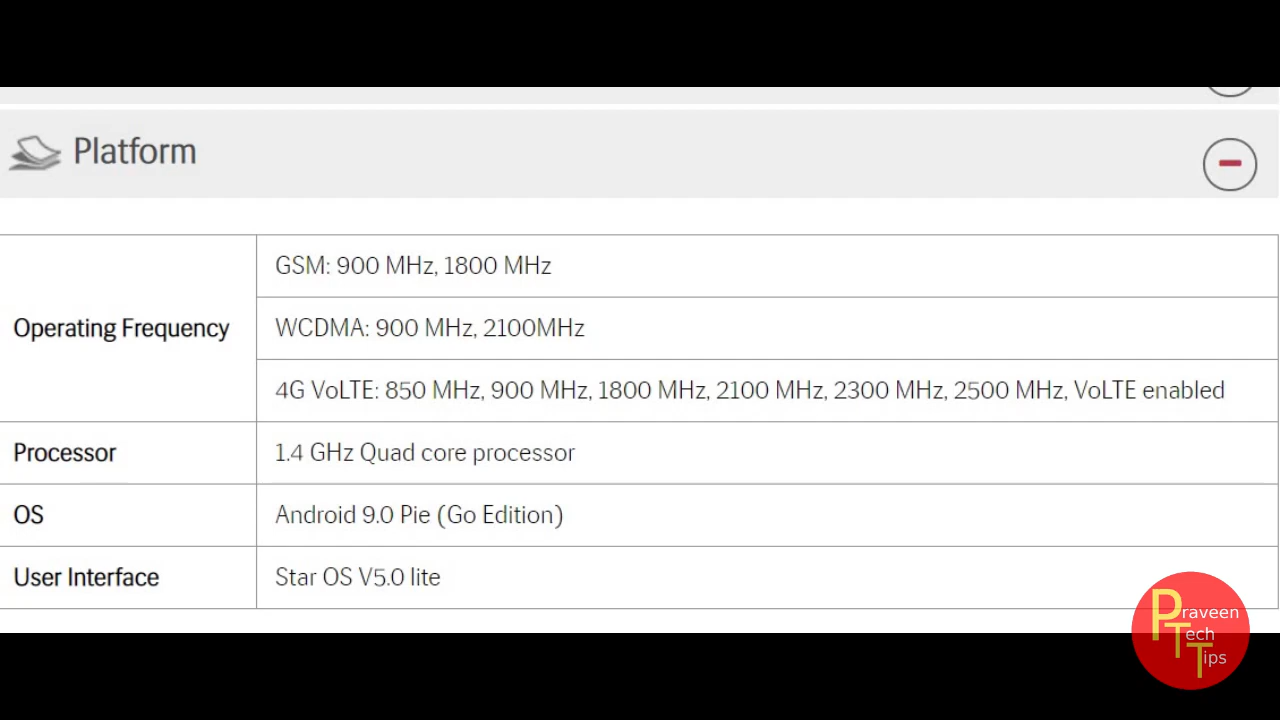 Platform
GSM: 900 MHz, 1800 MHz
Operating Frequency
WCDMA: 900 MHz, 2100MHz
4G VoLTE: 850 MHz, 900 MHz, 1800 MHz, 2100 MHz, 2300 MHz, 2500 MHz, VoLTE enabled
Processor
1.4 GHz Quad core processor
OS
Android 9.0 Pie (Go Edition)
User Interface
Star OS V5.0 lite
Praveen
Tech
Tips